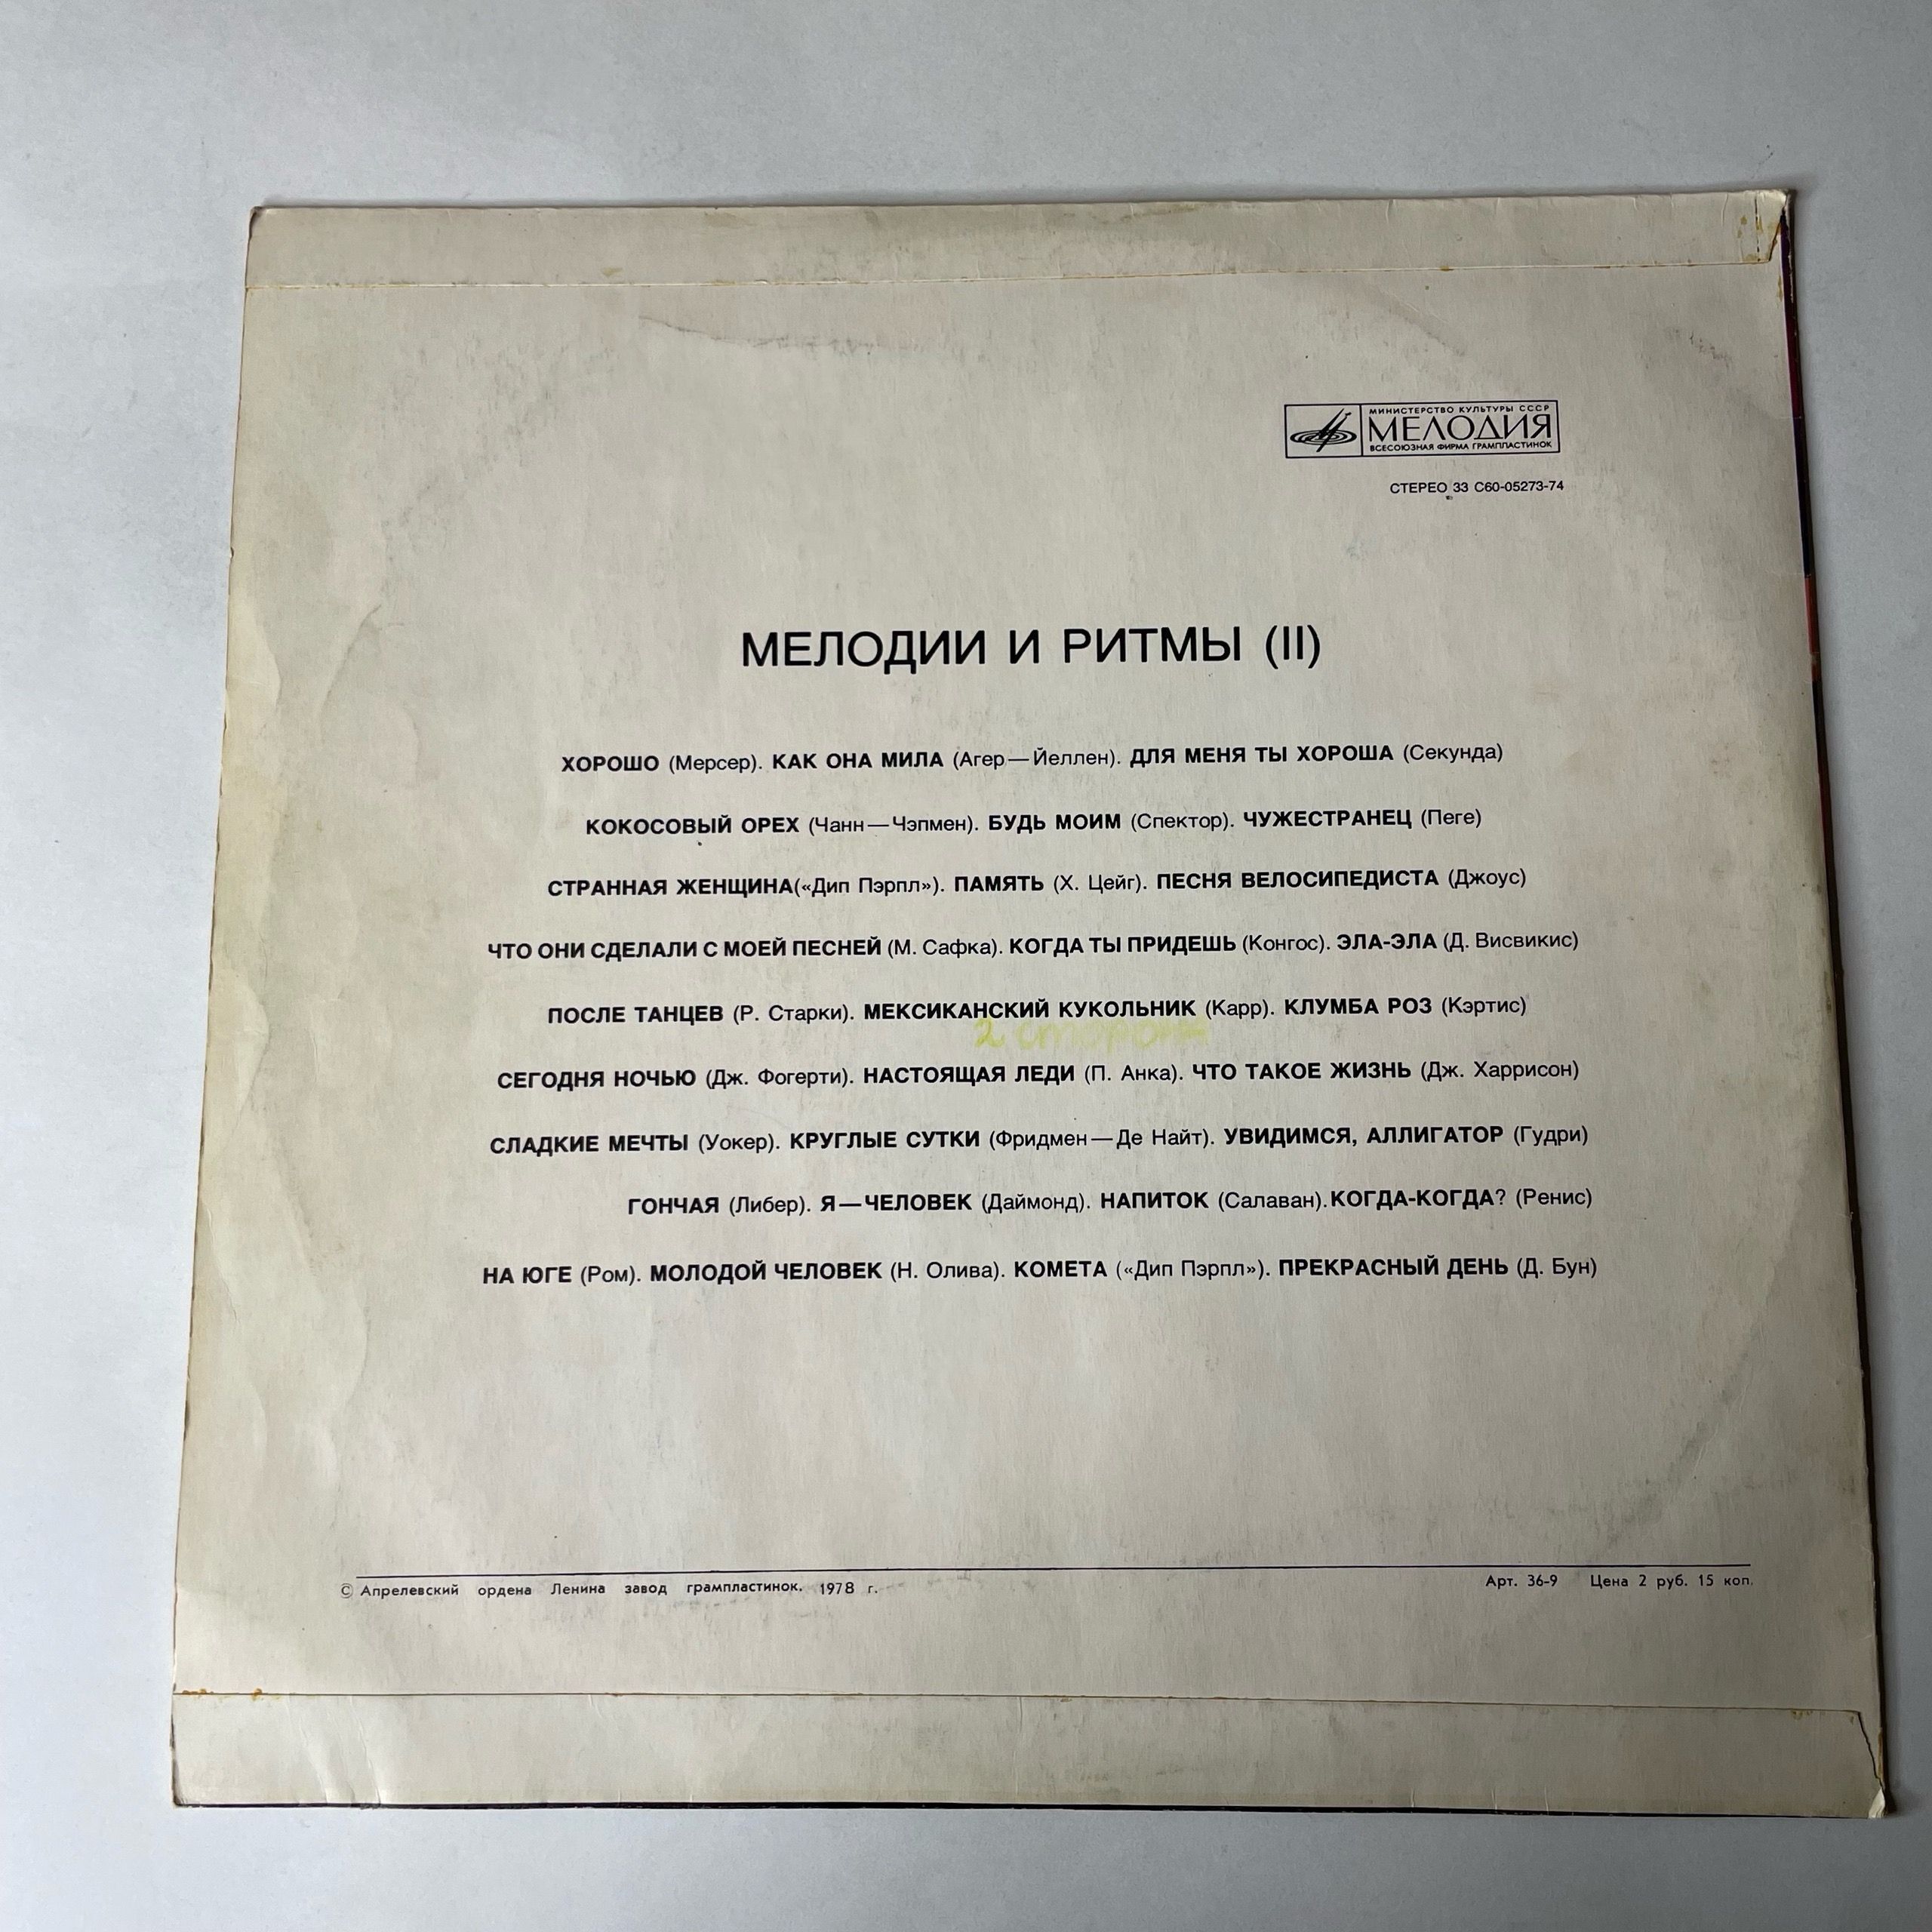 МИНИСТЕРСТВО КУЛЬТУРЫ СССР
МЕЛОДИЯ
ВСЕСОЮЗНАЯ ФИРМА ГРАМПЛАСТИНОК
СТЕРЕО 33 С60-05273-74
МЕЛОДИИ И РИТМЫ (II)
ХОРОШО (Мерсер). КАК ОНА МИЛА (Агер — Йеллен). ДЛЯ МЕНЯ ТЫ ХОРОША (Секунда)
КОКОСОВЫЙ ОРЕХ (Чанн — Чэпмен). БУДЬ МОИМ (Спектор). ЧУЖЕСТРАНЕЦ (Пеге)
СТРАННАЯ ЖЕНЩИНА(«Дип Пэрпл»). ПАМЯТЬ (Х. Цейг). ПЕСНЯ ВЕЛОСИПЕДИСТА (Джоус)
ЧТО ОНИ СДЕЛАЛИ С МОЕЙ ПЕСНЕЙ (М. Сафка). КОГДА ТЫ ПРИДЕШЬ (Конгос). ЭЛА-ЭЛА (Д. Висвикис)
ПОСЛЕ ТАНЦЕВ (Р. Старки). МЕКСИКАНСКИЙ КУКОЛЬНИК (Карр). КЛУМБА РОЗ (Кэртис)
2 сторона
СЕГОДНЯ НОЧЬЮ (Дж. Фогерти). НАСТОЯЩАЯ ЛЕДИ (П. Анка). ЧТО ТАКОЕ ЖИЗНЬ (Дж. Харрисон)
СЛАДКИЕ МЕЧТЫ (Уокер). КРУГЛЫЕ СУТКИ (Фридмен — Де Найт). УВИДИМСЯ, АЛЛИГАТОР (Гудри)
ГОНЧАЯ (Либер). Я — ЧЕЛОВЕК (Даймонд). НАПИТОК (Салаван). КОГДА-КОГДА? (Ренис)
НА ЮГЕ (Ром). МОЛОДОЙ ЧЕЛОВЕК (Н. Олива). КОМЕТА («Дип Пэрпл»). ПРЕКРАСНЫЙ ДЕНЬ (Д. Бун)
© Апрелевский ордена Ленина завод грампластинок. 1978 г.
Арт. 36-9 Цена 2 руб. 15 коп.